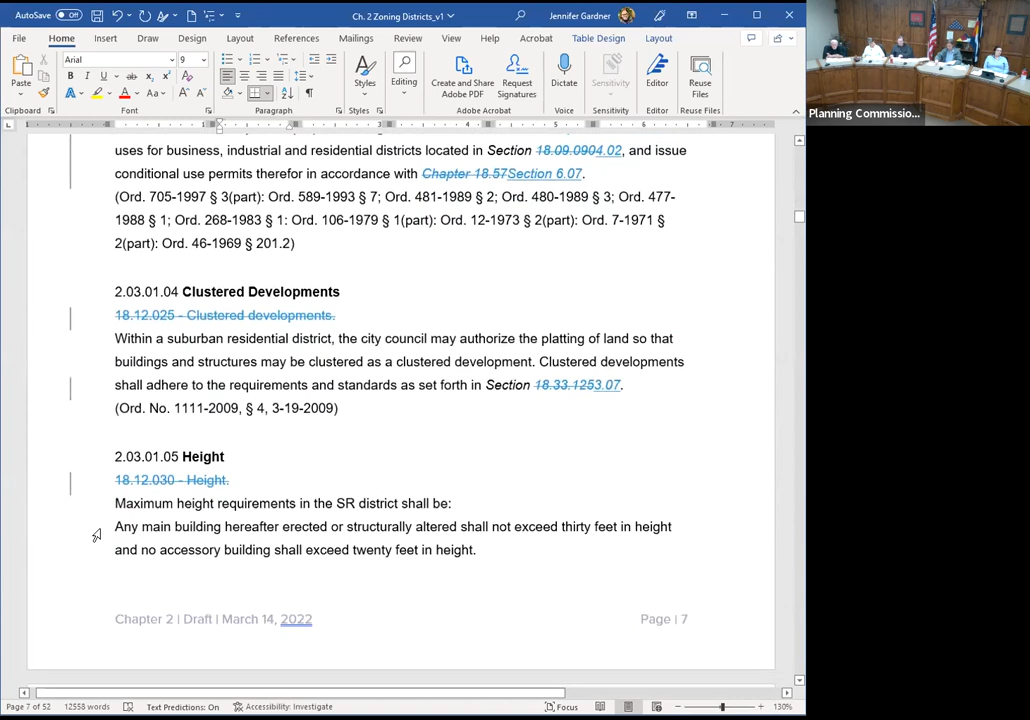 AutoSave Off
Ch. 2 Zoning Districts_v1
Jennifer Gardner
File Home Insert Draw Design Layout References Mailings Review View Help Acrobat Table Design Layout
Paste
Arial 9
Styles
Editing
Create and Share Adobe PDF
Request Signatures
Dictate
Sensitivity
Editor
Reuse Files
Clipboard Font Paragraph Styles Adobe Acrobat Voice Sensitivity Editor Reuse Files
Planning Commissio...
uses for business, industrial and residential districts located in Section 18.09.0904.02, and issue
conditional use permits therefor in accordance with Chapter 18.57Section 6.07.
(Ord. 705-1997 § 3(part): Ord. 589-1993 § 7; Ord. 481-1989 § 2; Ord. 480-1989 § 3; Ord. 477-
1988 § 1; Ord. 268-1983 § 1: Ord. 106-1979 § 1(part): Ord. 12-1973 § 2(part): Ord. 7-1971 §
2(part): Ord. 46-1969 § 201.2)
2.03.01.04 Clustered Developments
18.12.025 - Clustered developments.
Within a suburban residential district, the city council may authorize the platting of land so that
buildings and structures may be clustered as a clustered development. Clustered developments
shall adhere to the requirements and standards as set forth in Section 18.33.1253.07.
(Ord. No. 1111-2009, § 4, 3-19-2009)
2.03.01.05 Height
18.12.030 - Height.
Maximum height requirements in the SR district shall be:
Any main building hereafter erected or structurally altered shall not exceed thirty feet in height
and no accessory building shall exceed twenty feet in height.
Chapter 2 | Draft | March 14, 2022 Page | 7
Page 7 of 52 12558 words Text Predictions: On Accessibility: Investigate Focus 130%